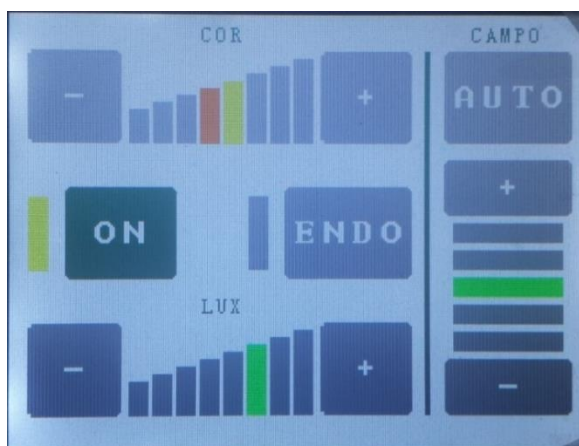 COR
CAMPO
-
+
AUTO
+
ON
ENDO
LUX
-
+
-